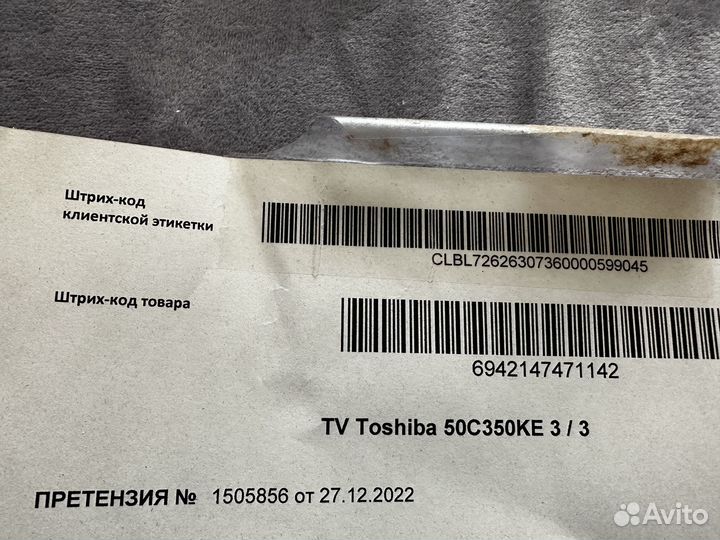 Штрих-код
клиентской этикетки
CLBL72626307360000599045
Штрих-код товара
6942147471142
TV Toshiba 50C350KE 3 / 3
ПРЕТЕНЗИЯ № 1505856 от 27.12.2022
Avito